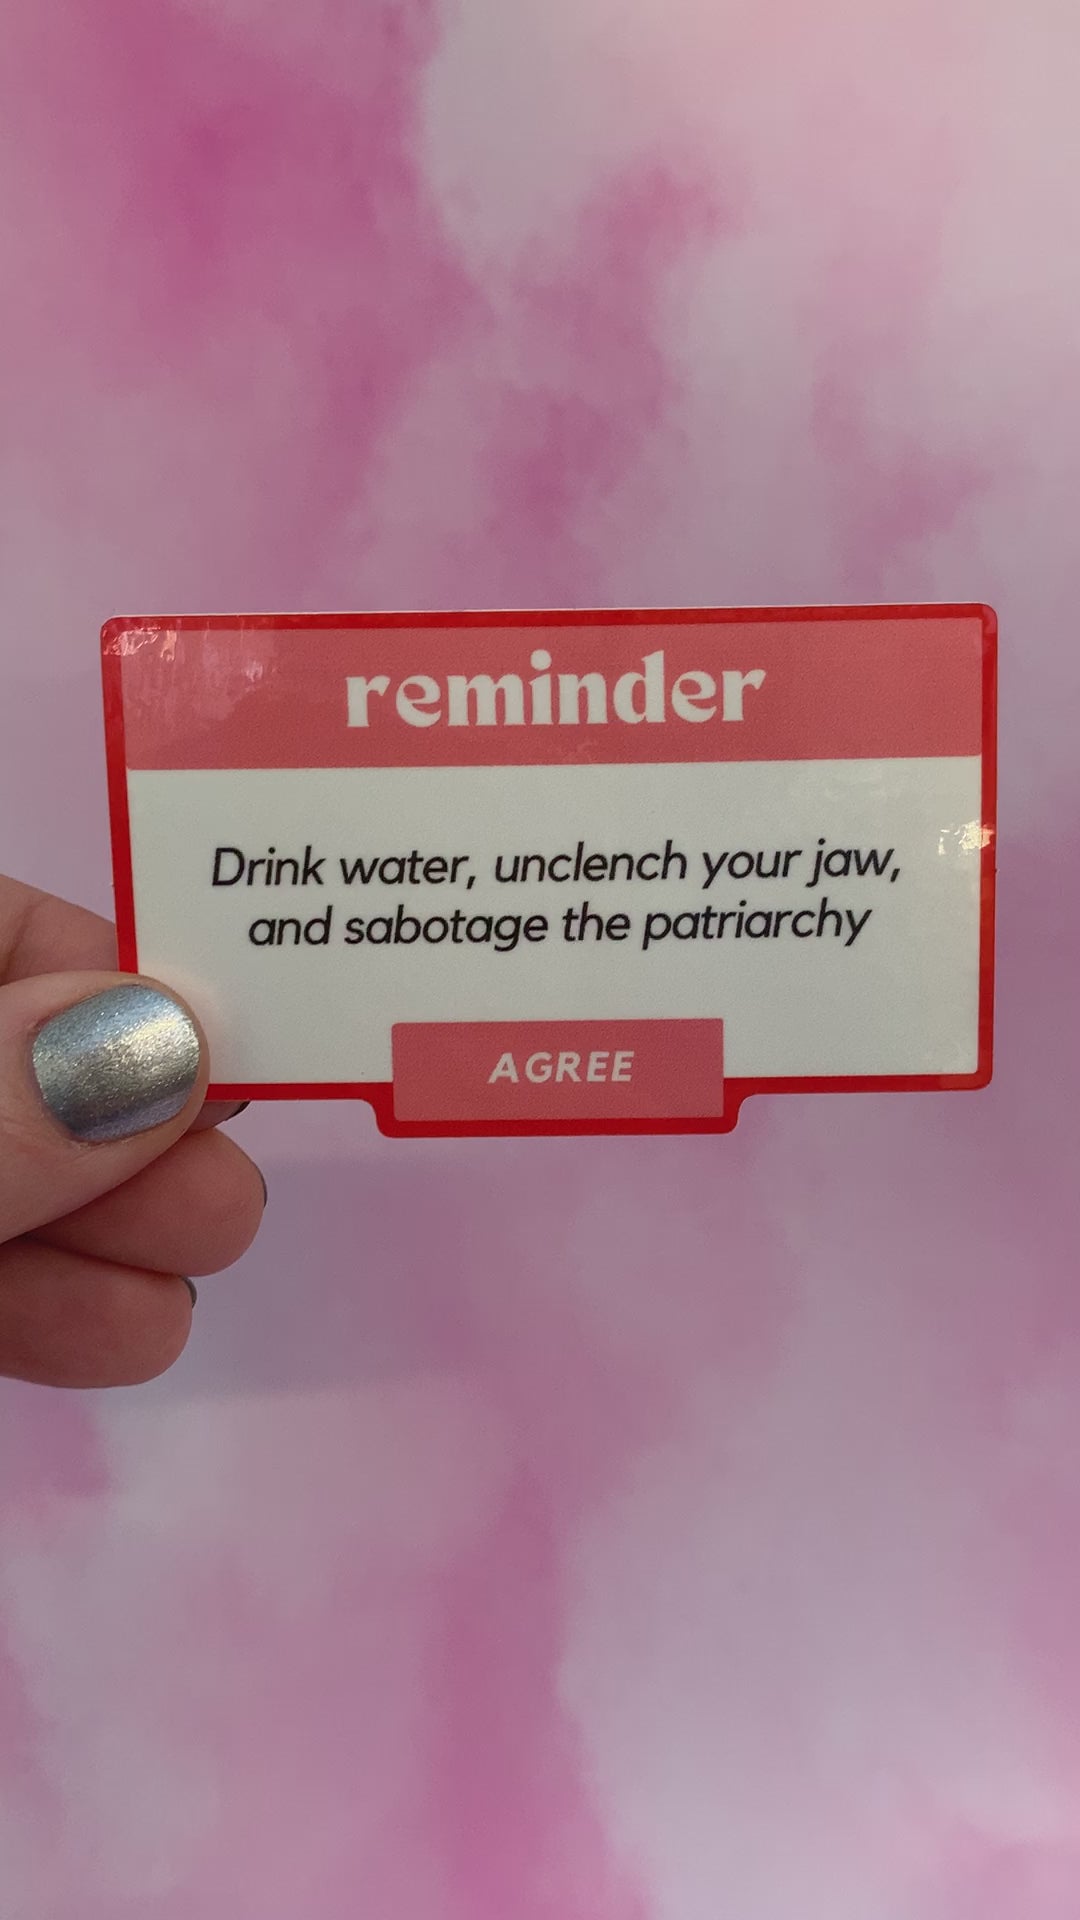 reminder
Drink water, unclench your jaw,
and sabotage the patriarchy
AGREE